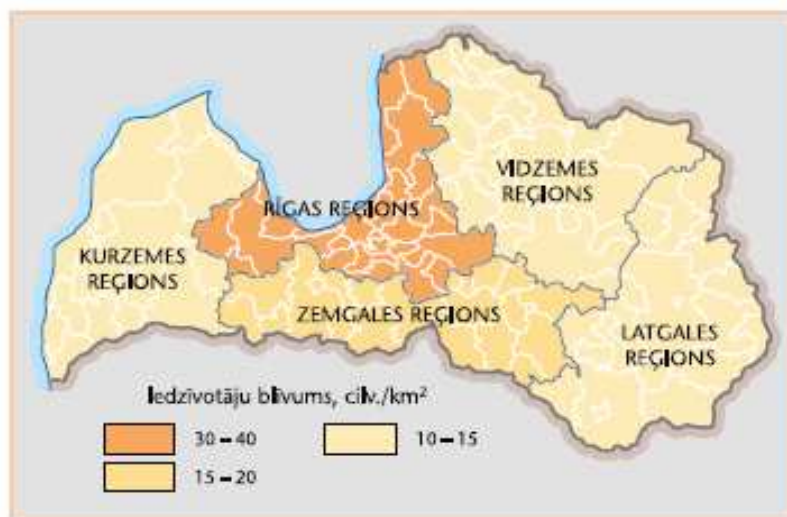 VIDZEMES
REĢIONS
RĪGAS REĢIONS
KURZEMES
REĢIONS
ZEMGALES REĢIONS
LATGALES
REĢIONS
Iedzīvotāju blīvums, cilv./km²
30 – 40
10 – 15
15 – 20